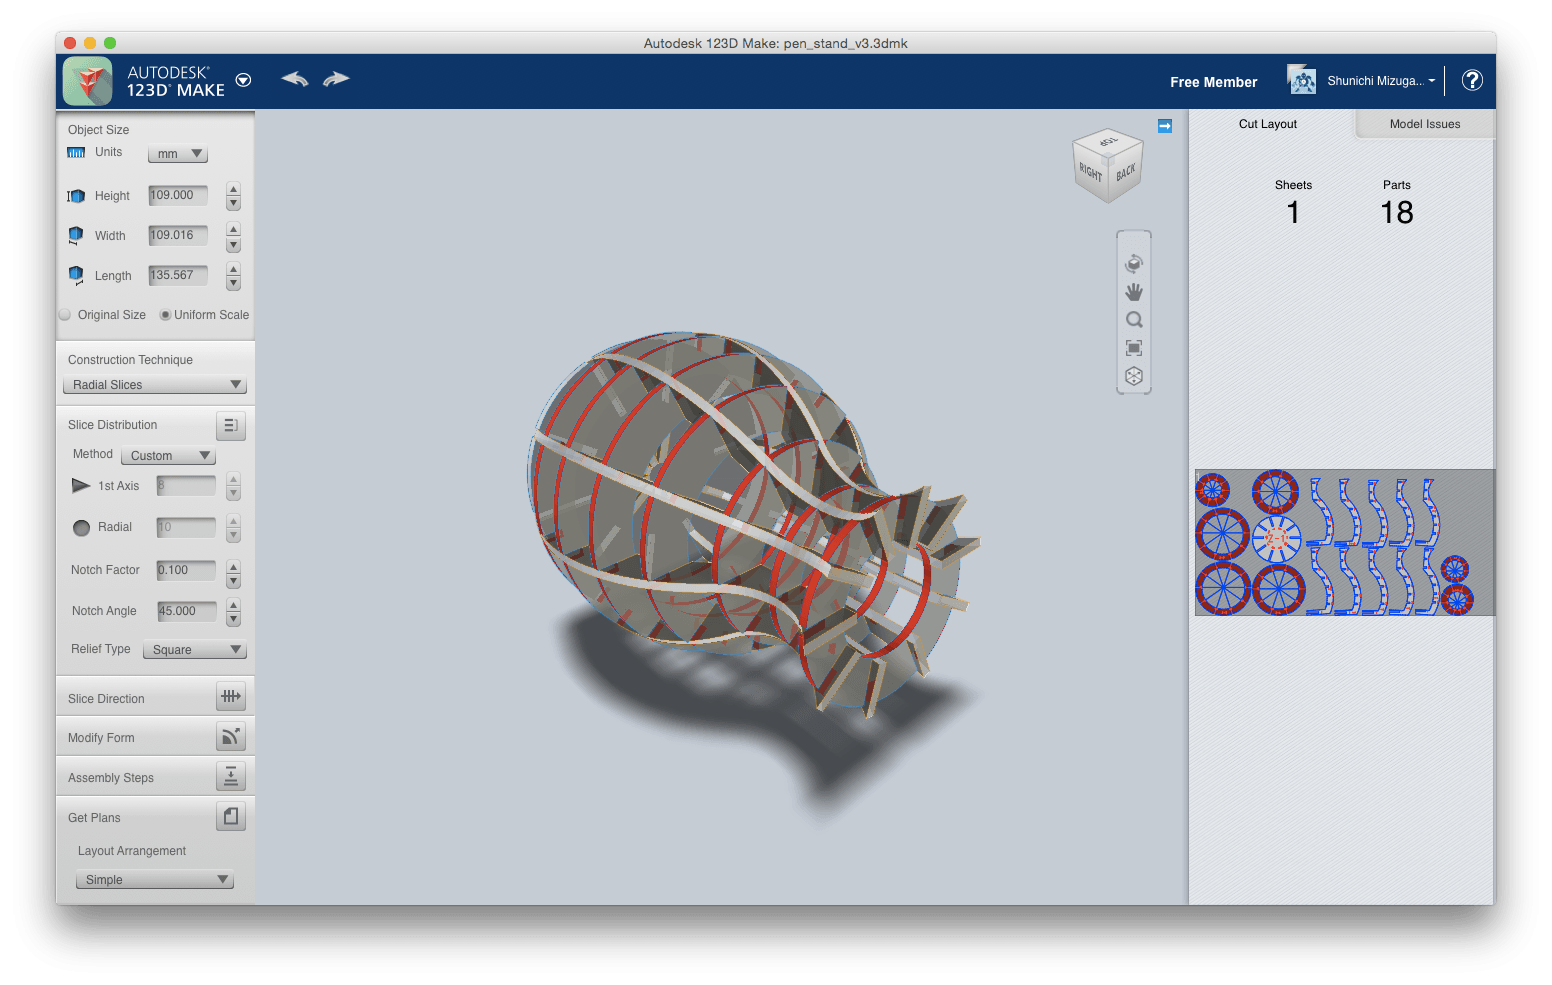 Autodesk 123D Make: pen_stand_v3.3dmk
AUTODESK®
123D® MAKE
Free Member
Shunichi Mizuga...
?
Object Size
Units mm
Height 109.000
Width 109.016
Length 135.567
Original Size Uniform Scale
Construction Technique
Radial Slices
Slice Distribution
Method Custom
1st Axis 8
Radial 10
Notch Factor 0.100
Notch Angle 45.000
Relief Type Square
Slice Direction
Modify Form
Assembly Steps
Get Plans
Layout Arrangement
Simple
TOP
RIGHT BACK
Cut Layout Model Issues
Sheets Parts
1 18
Z-1